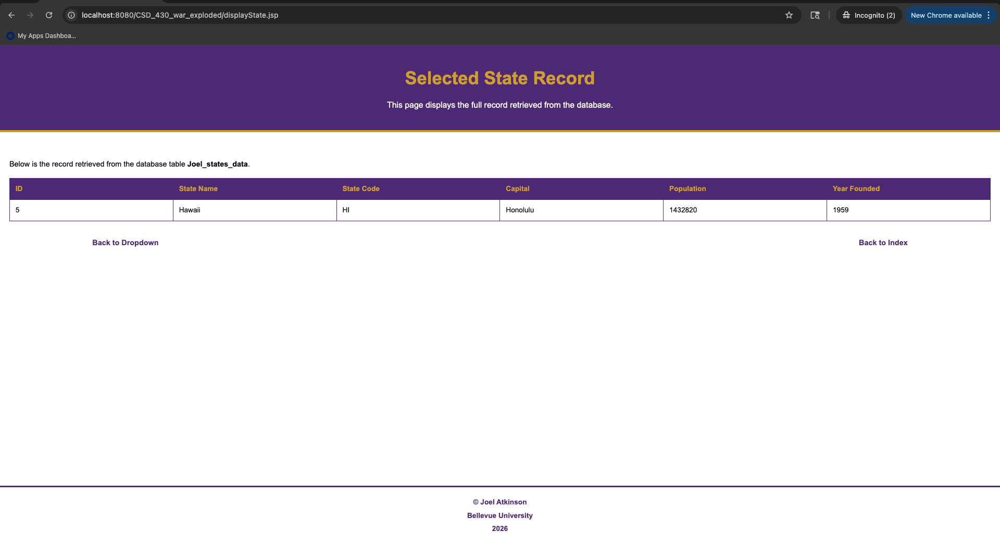 localhost:8080/CSD_430_war_exploded/displayState.jsp
Incognito (2)
New Chrome available
My Apps Dashboa...
Selected State Record
This page displays the full record retrieved from the database.
Below is the record retrieved from the database table Joel_states_data.
ID State Name State Code Capital Population Year Founded
5 Hawaii HI Honolulu 1432820 1959
Back to Dropdown Back to Index
© Joel Atkinson
Bellevue University
2026